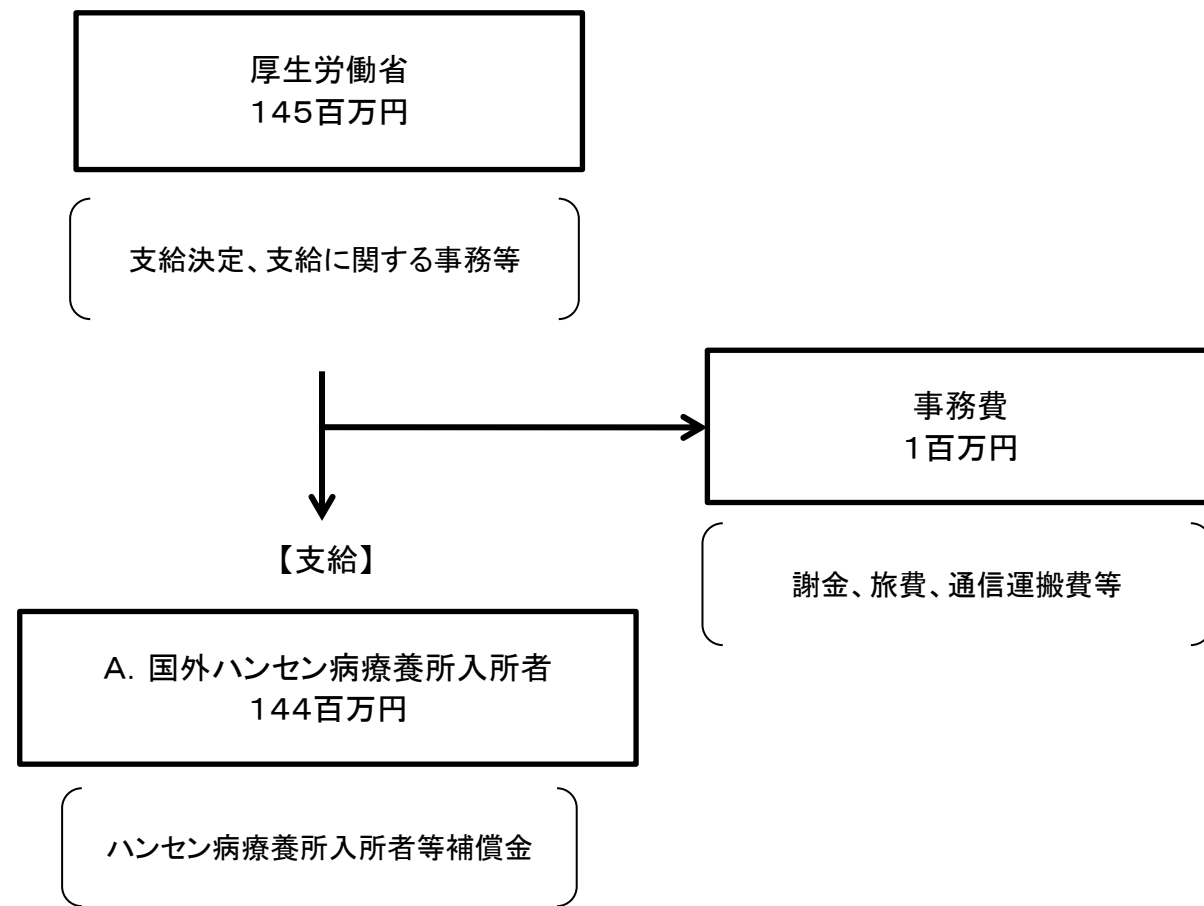 厚生労働省
１４５百万円
支給決定、支給に関する事務等
事務費
１百万円
【支給】
謝金、旅費、通信運搬費等
Ａ．国外ハンセン病療養所入所者
１４４百万円
ハンセン病療養所入所者等補償金